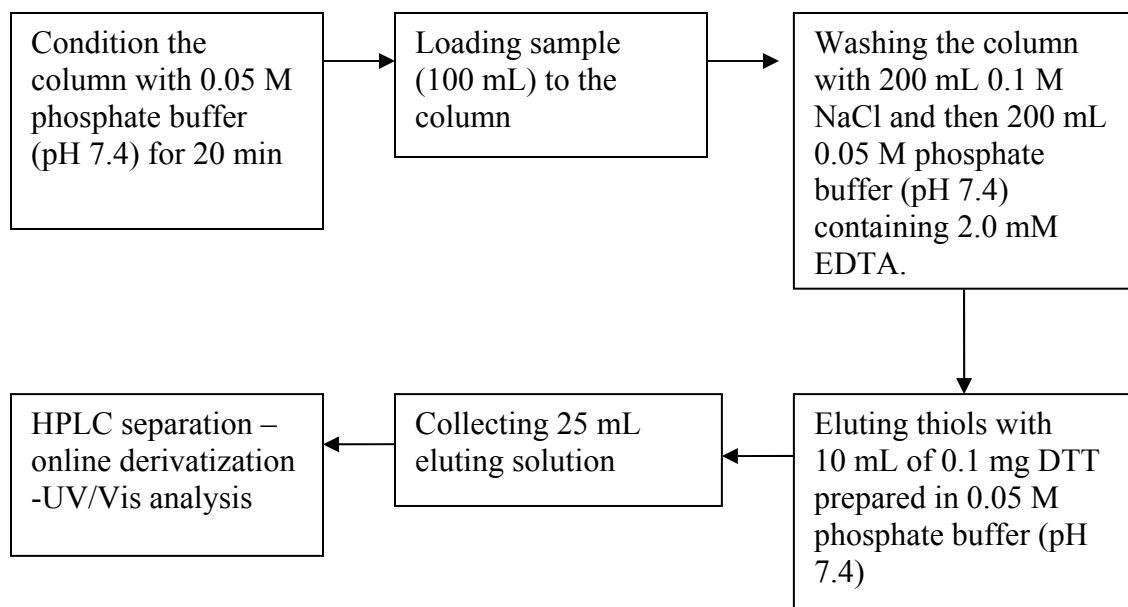 Condition the
column with 0.05 M
phosphate buffer
(pH 7.4) for 20 min
Loading sample
(100 mL) to the
column
Washing the column
with 200 mL 0.1 M
NaCl and then 200 mL
0.05 M phosphate
buffer (pH 7.4)
containing 2.0 mM
EDTA.
Eluting thiols with
10 mL of 0.1 mg DTT
prepared in 0.05 M
phosphate buffer (pH
7.4)
Collecting 25 mL
eluting solution
HPLC separation –
online derivatization
-UV/Vis analysis